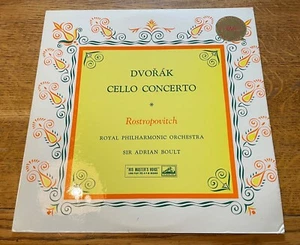 DVOŘÁK
CELLO CONCERTO
*
Rostropovitch
ROYAL PHILHARMONIC ORCHESTRA
SIR ADRIAN BOULT
"HIS MASTER'S VOICE"